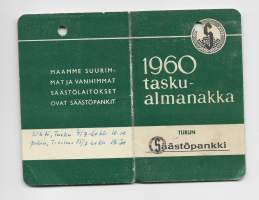 MAAMME SUURIM-
MAT JA VANHIMMAT
SÄÄSTÖLAITOKSET
OVAT SÄÄSTÖPANKIT
1960
tasku-
almanakka
TURUN
Säästöpankki